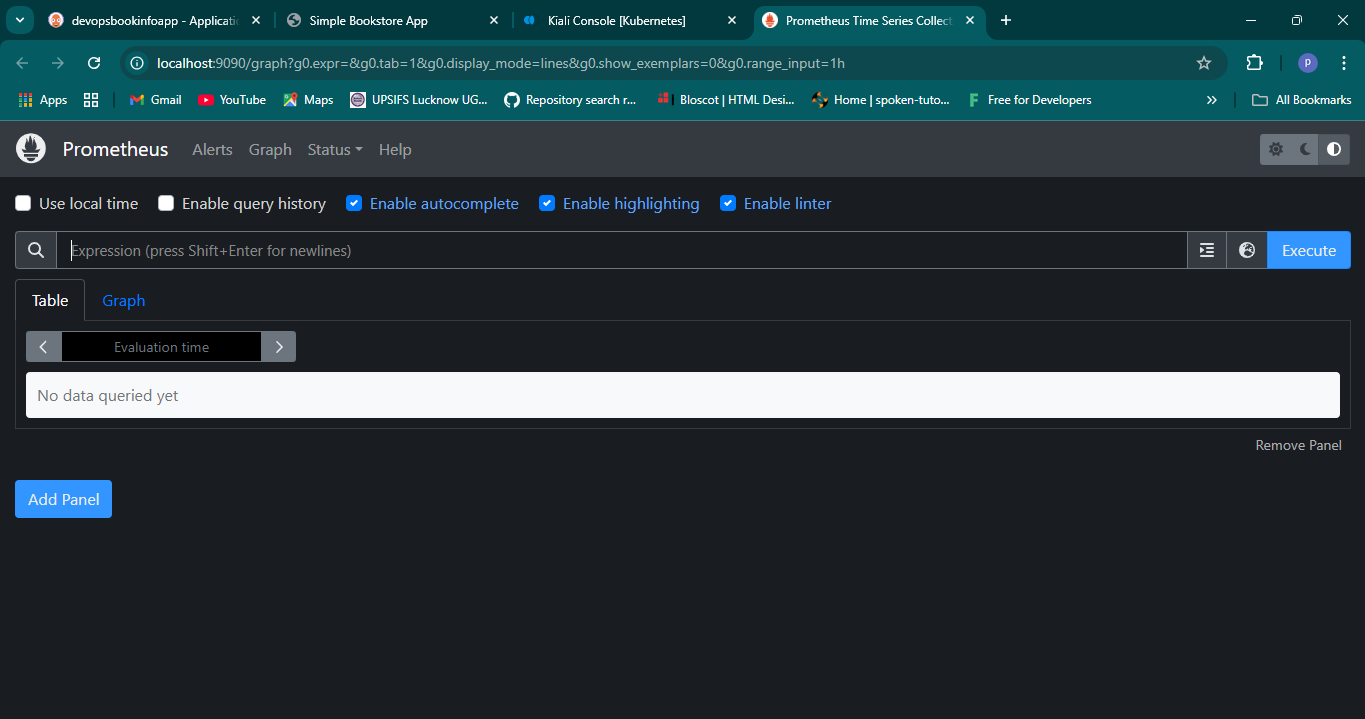 devopsbookinfoapp - Applicatic
Simple Bookstore App
Kiali Console [Kubernetes]
Prometheus Time Series Collect
localhost:9090/graph?g0.expr=&g0.tab=1&g0.display_mode=lines&g0.show_exemplars=0&g0.range_input=1h
P
Apps
Gmail
YouTube
Maps
UPSIFS Lucknow UG...
Repository search r...
Bloscot | HTML Desi...
Home | spoken-tuto...
Free for Developers
»
All Bookmarks
Prometheus
Alerts
Graph
Status
Help
Use local time
Enable query history
Enable autocomplete
Enable highlighting
Enable linter
Expression (press Shift+Enter for newlines)
Execute
Table
Graph
Evaluation time
No data queried yet
Remove Panel
Add Panel